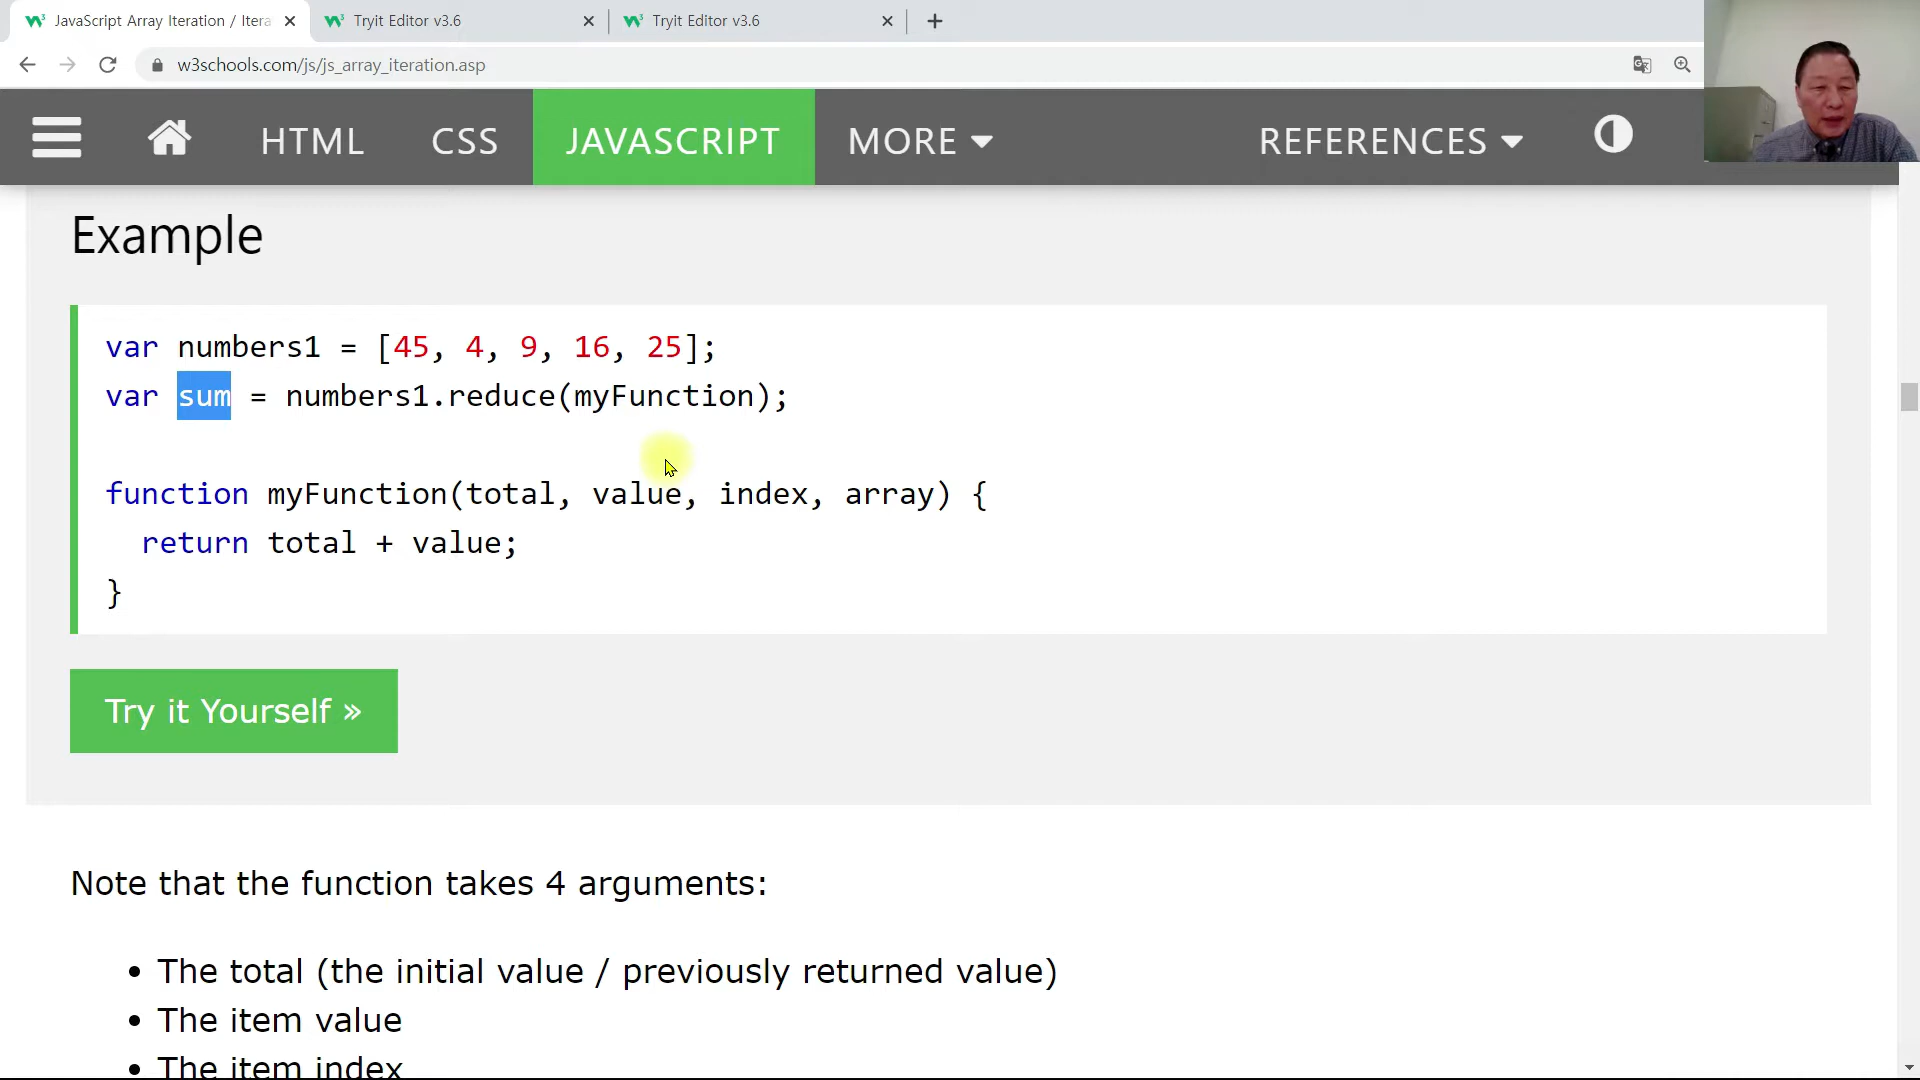 JavaScript Array Iteration / Itera
Tryit Editor v3.6
Tryit Editor v3.6
w3schools.com/js/js_array_iteration.asp
HTML CSS JAVASCRIPT MORE REFERENCES
Example
var numbers1 = [45, 4, 9, 16, 25];
var sum = numbers1.reduce(myFunction);
function myFunction(total, value, index, array) {
return total + value;
}
Try it Yourself »
Note that the function takes 4 arguments:
• The total (the initial value / previously returned value)
• The item value
• The item index